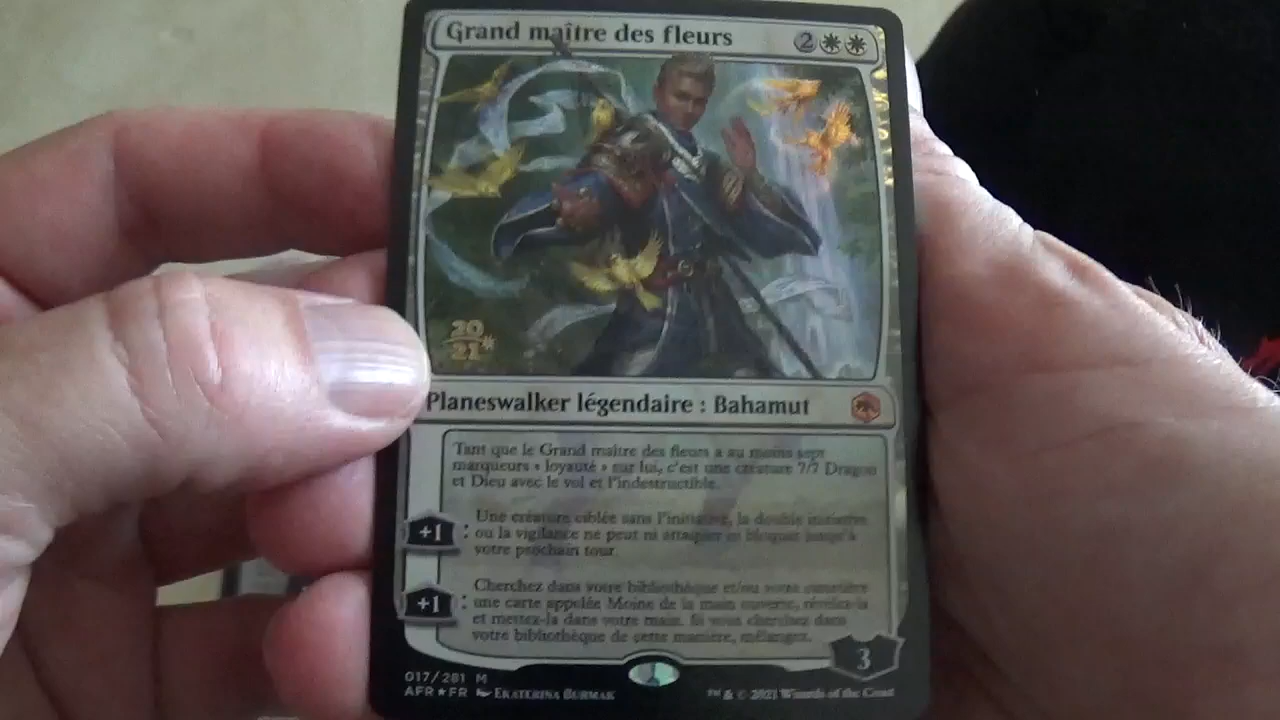 Grand maître des fleurs 2
20
21
Planeswalker légendaire : Bahamut
Tant que le Grand maître des fleurs a au moins sept
marqueurs « loyauté » sur lui, c'est une créature 7/7 Dragon
et Dieu avec le vol et l'indestructible.
Une créature ciblée sans l'initiative, la double initiative
+1 : ou la vigilance ne peut ni attaquer ni bloquer jusqu'à
votre prochain tour.
Cherchez dans votre bibliothèque et/ou votre cimetière
+1 : une carte appelée Moine de la main ouverte, révélez-la
et mettez-la dans votre main. Si vous cherchez dans
votre bibliothèque de cette manière, mélangez.
3
017/281 M
AFR★FR Ekaterina Burmak
™ & © 2021 Wizards of the Coast